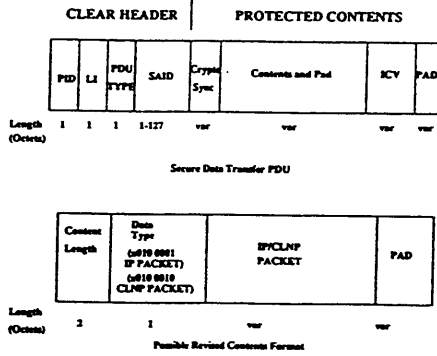 CLEAR HEADER PROTECTED CONTENTS
PID LI PDU TYPE SAID Crypto Sync Contents and Pad ICV PAD
Length (Octets) 1 1 1 1-127 var var var var
Secure Data Transfer PDU
Content Length Data Type (x010 0001 IP PACKET) (x010 0010 CLNP PACKET) IP/CLNP PACKET PAD
Length (Octets) 2 1 var var
Possible Revised Contents Format